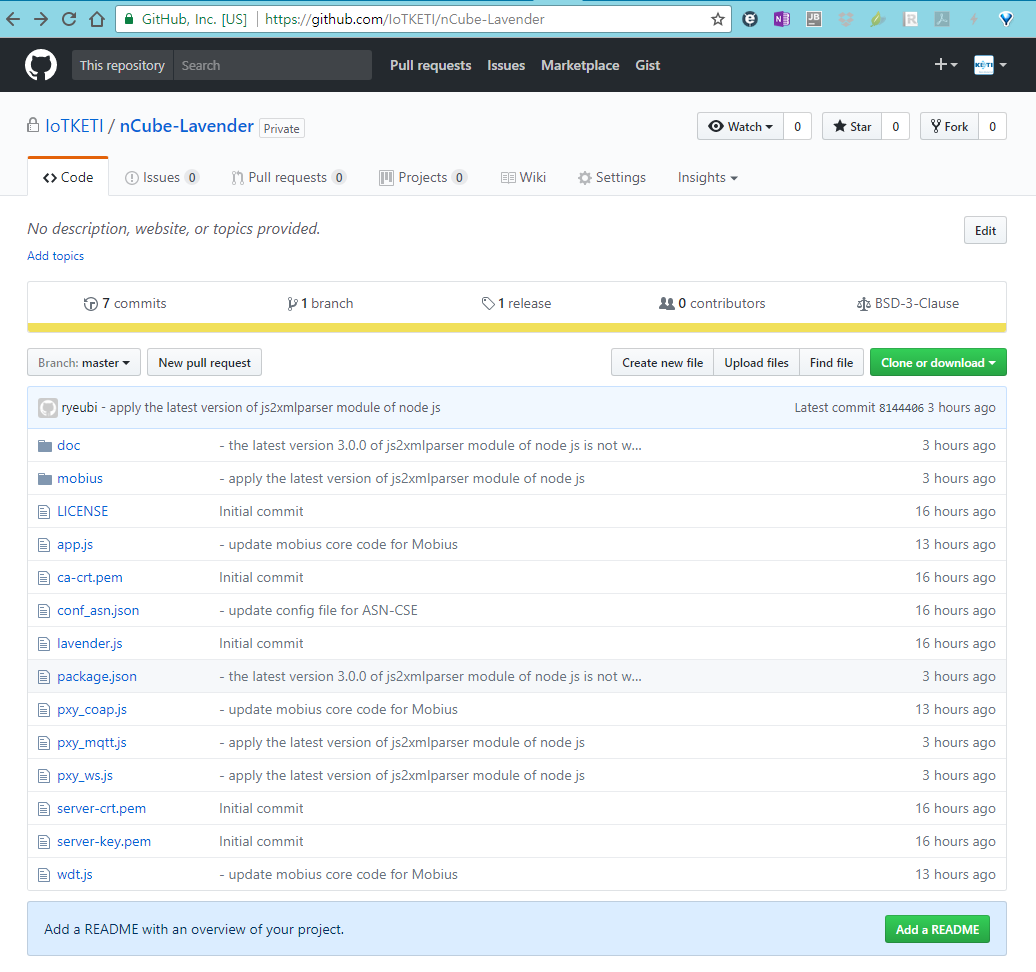 GitHub, Inc. [US] https://github.com/IoTKETI/nCube-Lavender
This repository Search Pull requests Issues Marketplace Gist
IoTKETI / nCube-Lavender Private Watch 0 Star 0 Fork 0
Code Issues 0 Pull requests 0 Projects 0 Wiki Settings Insights
No description, website, or topics provided. Edit
Add topics
7 commits 1 branch 1 release 0 contributors BSD-3-Clause
Branch: master New pull request Create new file Upload files Find file Clone or download
ryeubi - apply the latest version of js2xmlparser module of node js Latest commit 8144406 3 hours ago
doc - the latest version 3.0.0 of js2xmlparser module of node js is not w... 3 hours ago
mobius - apply the latest version of js2xmlparser module of node js 3 hours ago
LICENSE Initial commit 16 hours ago
app.js - update mobius core code for Mobius 13 hours ago
ca-crt.pem Initial commit 16 hours ago
conf_asn.json - update config file for ASN-CSE 16 hours ago
lavender.js Initial commit 16 hours ago
package.json - the latest version 3.0.0 of js2xmlparser module of node js is not w... 3 hours ago
pxy_coap.js - update mobius core code for Mobius 13 hours ago
pxy_mqtt.js - apply the latest version of js2xmlparser module of node js 3 hours ago
pxy_ws.js - apply the latest version of js2xmlparser module of node js 3 hours ago
server-crt.pem Initial commit 16 hours ago
server-key.pem Initial commit 16 hours ago
wdt.js - update mobius core code for Mobius 13 hours ago
Add a README with an overview of your project. Add a README